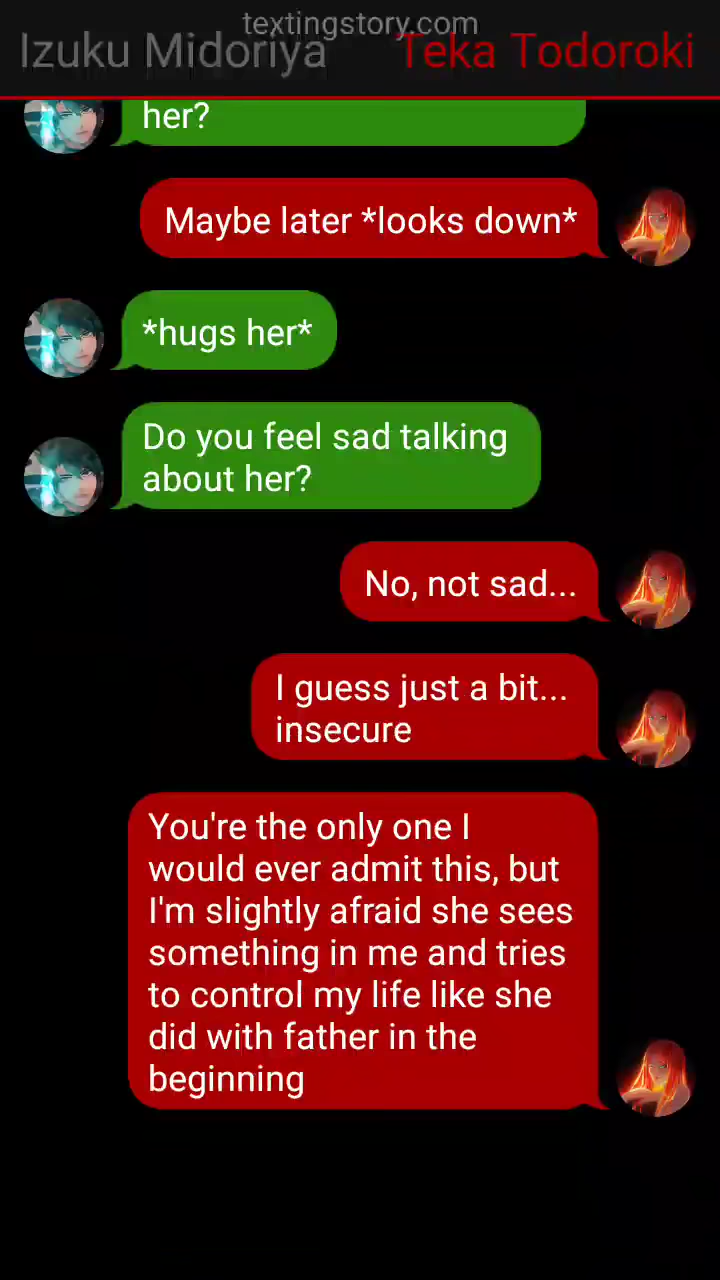 textingstory.com
Izuku Midoriya
Teka Todoroki
her?
Maybe later *looks down*
*hugs her*
Do you feel sad talking
about her?
No, not sad...
I guess just a bit...
insecure
You're the only one I
would ever admit this, but
I'm slightly afraid she sees
something in me and tries
to control my life like she
did with father in the
beginning